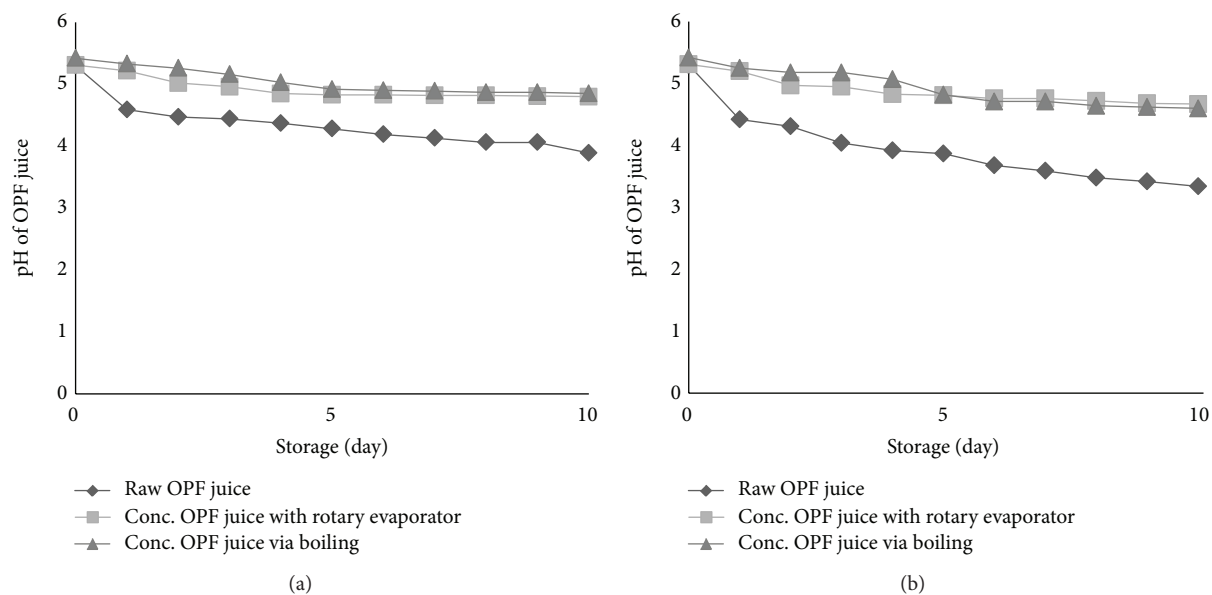 6
5
4
3
2
1
0
pH of OPF juice
0
5
10
Storage (day)
Raw OPF juice
Conc. OPF juice with rotary evaporator
Conc. OPF juice via boiling
(a)
6
5
4
3
2
1
0
pH of OPF juice
0
5
10
Storage (day)
Raw OPF juice
Conc. OPF juice with rotary evaporator
Conc. OPF juice via boiling
(b)